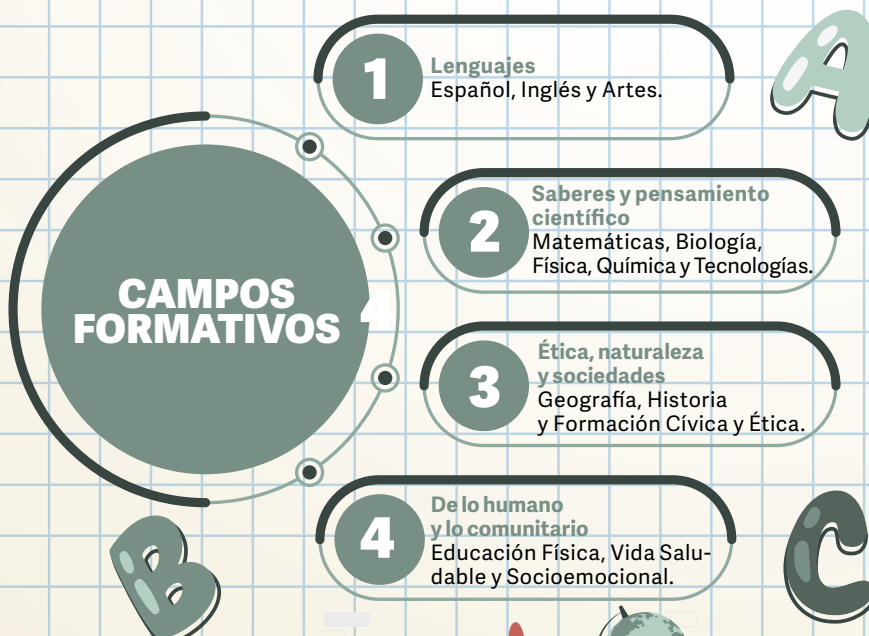 CAMPOS
FORMATIVOS
4
1
Lenguajes
Español, Inglés y Artes.
2
Saberes y pensamiento
científico
Matemáticas, Biología,
Física, Química y Tecnologías.
3
Ética, naturaleza
y sociedades
Geografía, Historia
y Formación Cívica y Ética.
4
De lo humano
y lo comunitario
Educación Física, Vida Salu-
dable y Socioemocional.
A
B
C